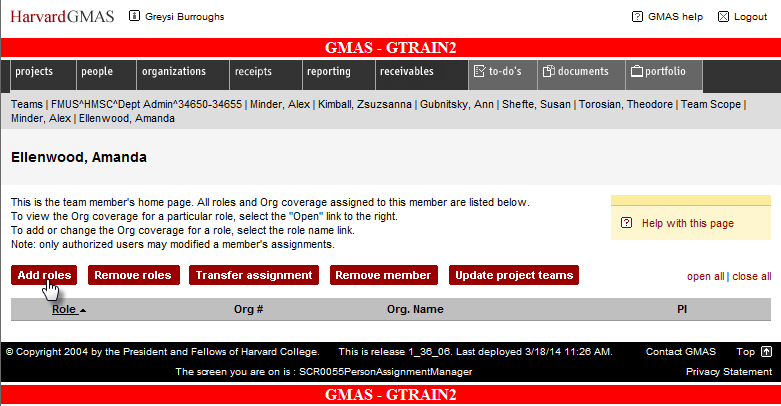 HarvardGMAS Greysi Burroughs GMAS help Logout
GMAS - GTRAIN2
projects people organizations receipts reporting receivables to-do's documents portfolio
Teams | FMUS^HMSC^Dept Admin^34650-34655 | Minder, Alex | Kimball, Zsuzsanna | Gubnitsky, Ann | Shefte, Susan | Torosian, Theodore | Team Scope |
Minder, Alex | Ellenwood, Amanda
Ellenwood, Amanda
This is the team member's home page. All roles and Org coverage assigned to this member are listed below.
To view the Org coverage for a particular role, select the "Open" link to the right.
To add or change the Org coverage for a role, select the role name link.
Note: only authorized users may modified a member's assignments.
Help with this page
Add roles Remove roles Transfer assignment Remove member Update project teams open all | close all
Role Org # Org. Name PI
© Copyright 2004 by the President and Fellows of Harvard College. This is release 1_36_06. Last deployed 3/18/14 11:26 AM. Contact GMAS Top
The screen you are on is : SCR0055PersonAssignmentManager Privacy Statement
GMAS - GTRAIN2